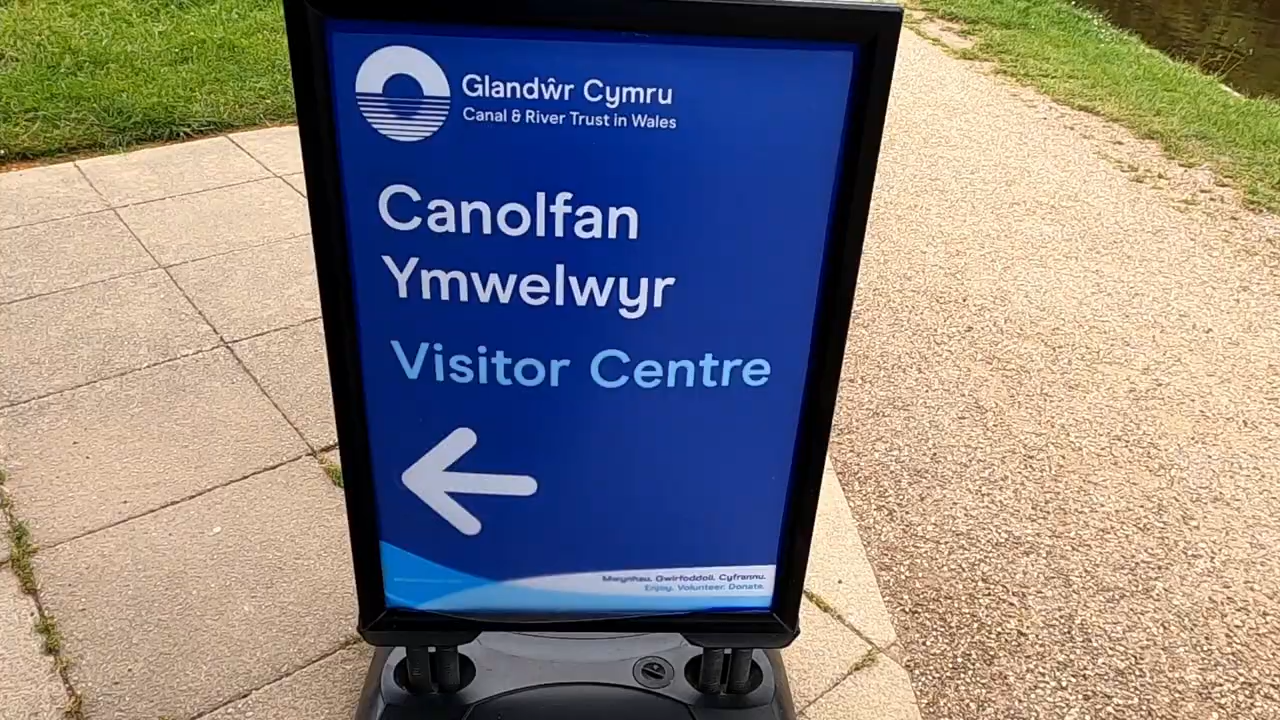 Glandŵr Cymru
Canal & River Trust in Wales
Canolfan
Ymwelwyr
Visitor Centre
Mwynhau. Gwirfoddoli. Cyfrannu.
Enjoy. Volunteer. Donate.